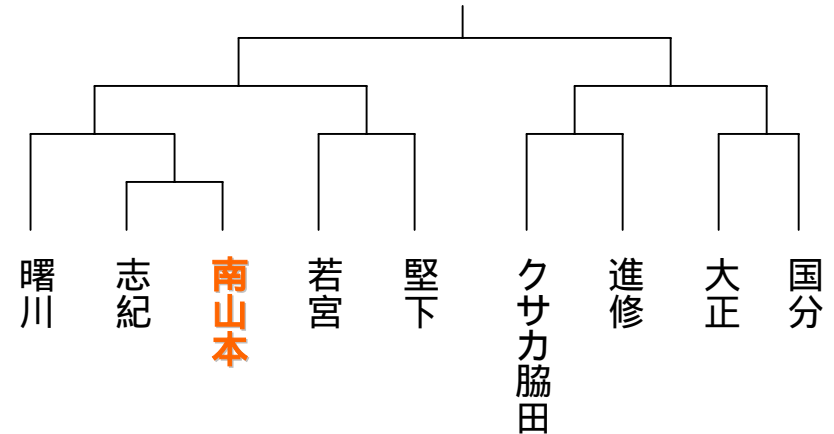 曙川
志紀
南山本
若宮
堅下
クサカ脇田
進修
大正
国分